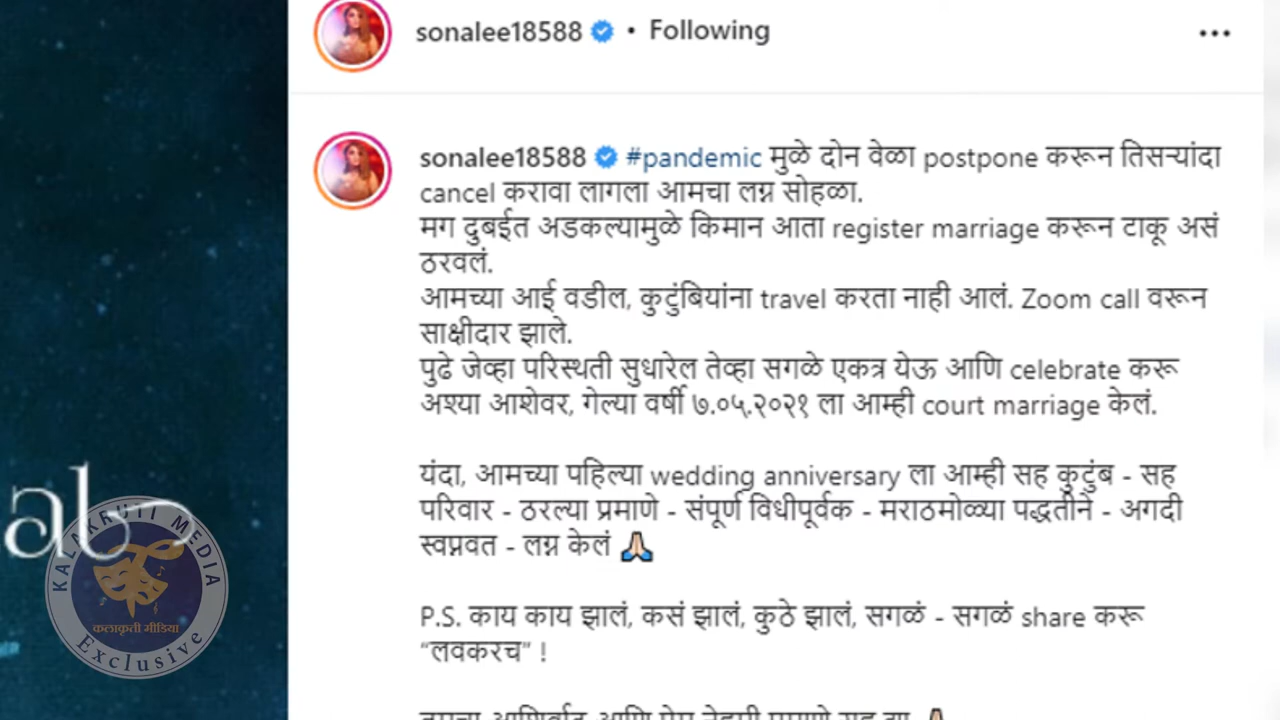 sonalee18588 • Following
sonalee18588 #pandemic मुळे दोन वेळा postpone करून तिसऱ्यांदा
cancel करावा लागला आमचा लग्न सोहळा.
मग दुबईत अडकल्यामुळे किमान आता register marriage करून टाकू असं
ठरवलं.
आमच्या आई वडील, कुटुंबियांना travel करता नाही आलं. Zoom call वरून
साक्षीदार झाले.
पुढे जेव्हा परिस्थती सुधारेल तेव्हा सगळे एकत्र येऊ आणि celebrate करू
अश्या आशेवर, गेल्या वर्षी ७.०५.२०२१ ला आम्ही court marriage केलं.
यंदा, आमच्या पहिल्या wedding anniversary ला आम्ही सह कुटुंब - सह
परिवार - ठरल्या प्रमाणे - संपूर्ण विधीपूर्वक - मराठमोळ्या पद्धतीने - अगदी
स्वप्नवत - लग्न केलं 🙏🏻
P.S. काय काय झालं, कसं झालं, कुठे झालं, सगळं - सगळं share करू
“लवकरच” !
ab
KALAKRUTI MEDIA
कलाकृती मीडिया
Exclusive